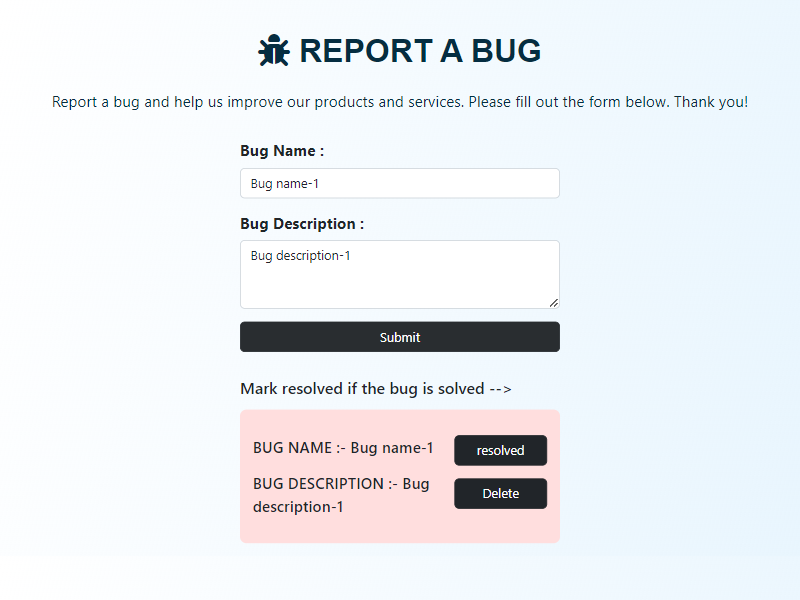 REPORT A BUG
Report a bug and help us improve our products and services. Please fill out the form below. Thank you!
Bug Name :
Bug name-1
Bug Description :
Bug description-1
Submit
Mark resolved if the bug is solved -->
BUG NAME :- Bug name-1
resolved
BUG DESCRIPTION :- Bug
description-1
Delete